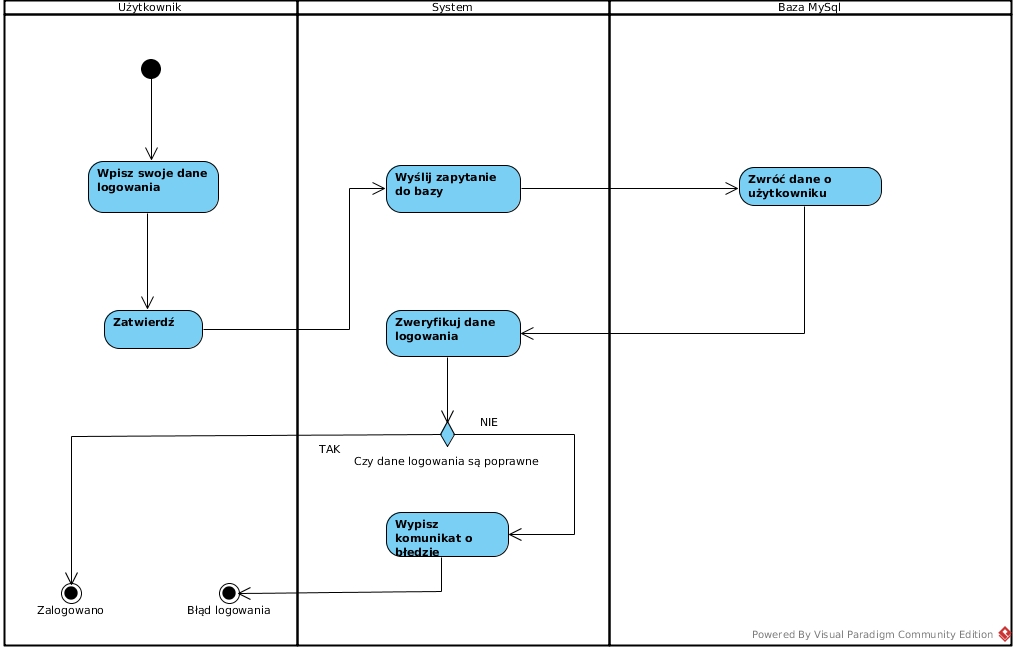 Użytkownik
System
Baza MySql
Wpisz swoje dane
logowania
Wyślij zapytanie
do bazy
Zwróć dane o
użytkowniku
Zatwierdź
Zweryfikuj dane
logowania
NIE
TAK
Czy dane logowania są poprawne
Wypisz
komunikat o
błędzie
Zalogowano
Błąd logowania
Powered By Visual Paradigm Community Edition